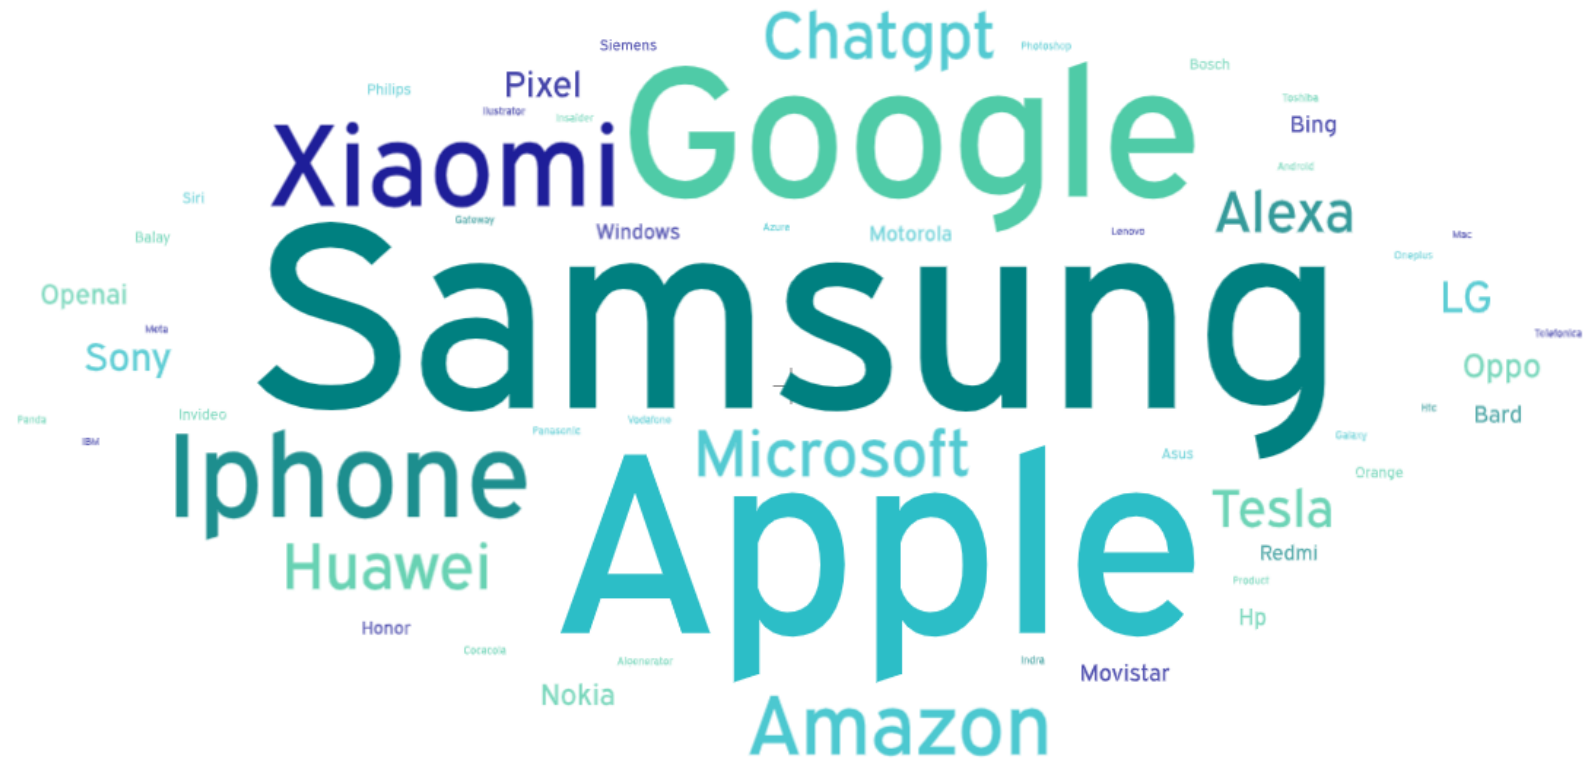 Chatgpt
Siemens
Photoshop
Bosch
Pixel
Philips
Google
Toshiba
Ilustrator
Insaider
Bing
Xiaomi
Android
Siri
Alexa
Gateway
Windows
Azure
Motorola
Lenovo
Mac
Balay
Samsung
Oneplus
Openai
LG
Meta
Telefonica
Sony
Oppo
Invideo
Htc
Bard
Panda
Vodafone
IBM
Panasonic
Galaxy
Iphone
Microsoft
Asus
Orange
Apple
Tesla
Huawei
Redmi
Product
Hp
Honor
Cocacola
Indra
Movistar
Nokia
Amazon